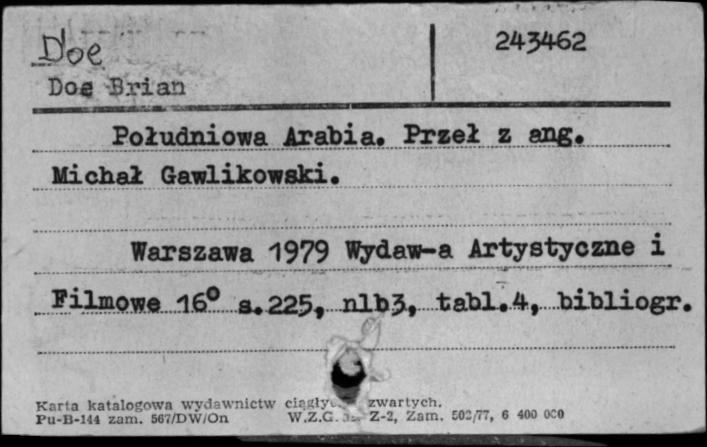 Doe
243462
Doe Brian
Południowa Arabia. Przeł z ang.
Michał Gawlikowski.
Warszawa 1979 Wydaw-a Artystyczne i
Filmowe 16° s.225, nlb3, tabl.4, bibliogr.
Karta katalogowa wydawnictw zwartych.
Pu-B-144 zam. 567/DW/On W.Z.G. Z-2, Zam. 502/77, 6 400 000